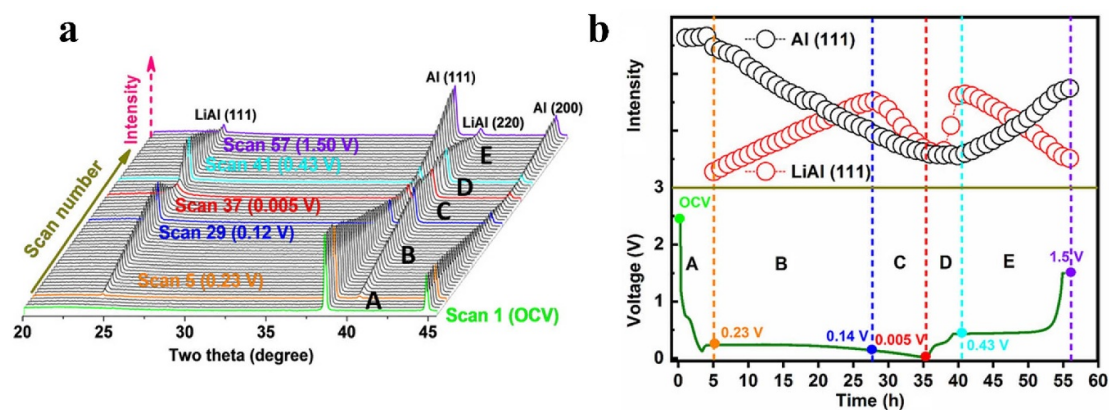 a
Intensity
Scan number
LiAl (111)
Al (111)
LiAl (220)
Al (200)
Scan 57 (1.50 V)
Scan 41 (0.43 V)
Scan 37 (0.005 V)
Scan 29 (0.12 V)
Scan 5 (0.23 V)
Scan 1 (OCV)
E
D
C
B
A
20 25 30 35 40 45
Two theta (degree)
b
Intensity
Al (111)
LiAl (111)
Voltage (V)
3
2
1
0
OCV
A B C D E
0.23 V
0.14 V
0.005 V
0.43 V
1.5 V
0 5 10 15 20 25 30 35 40 45 50 55 60
Time (h)